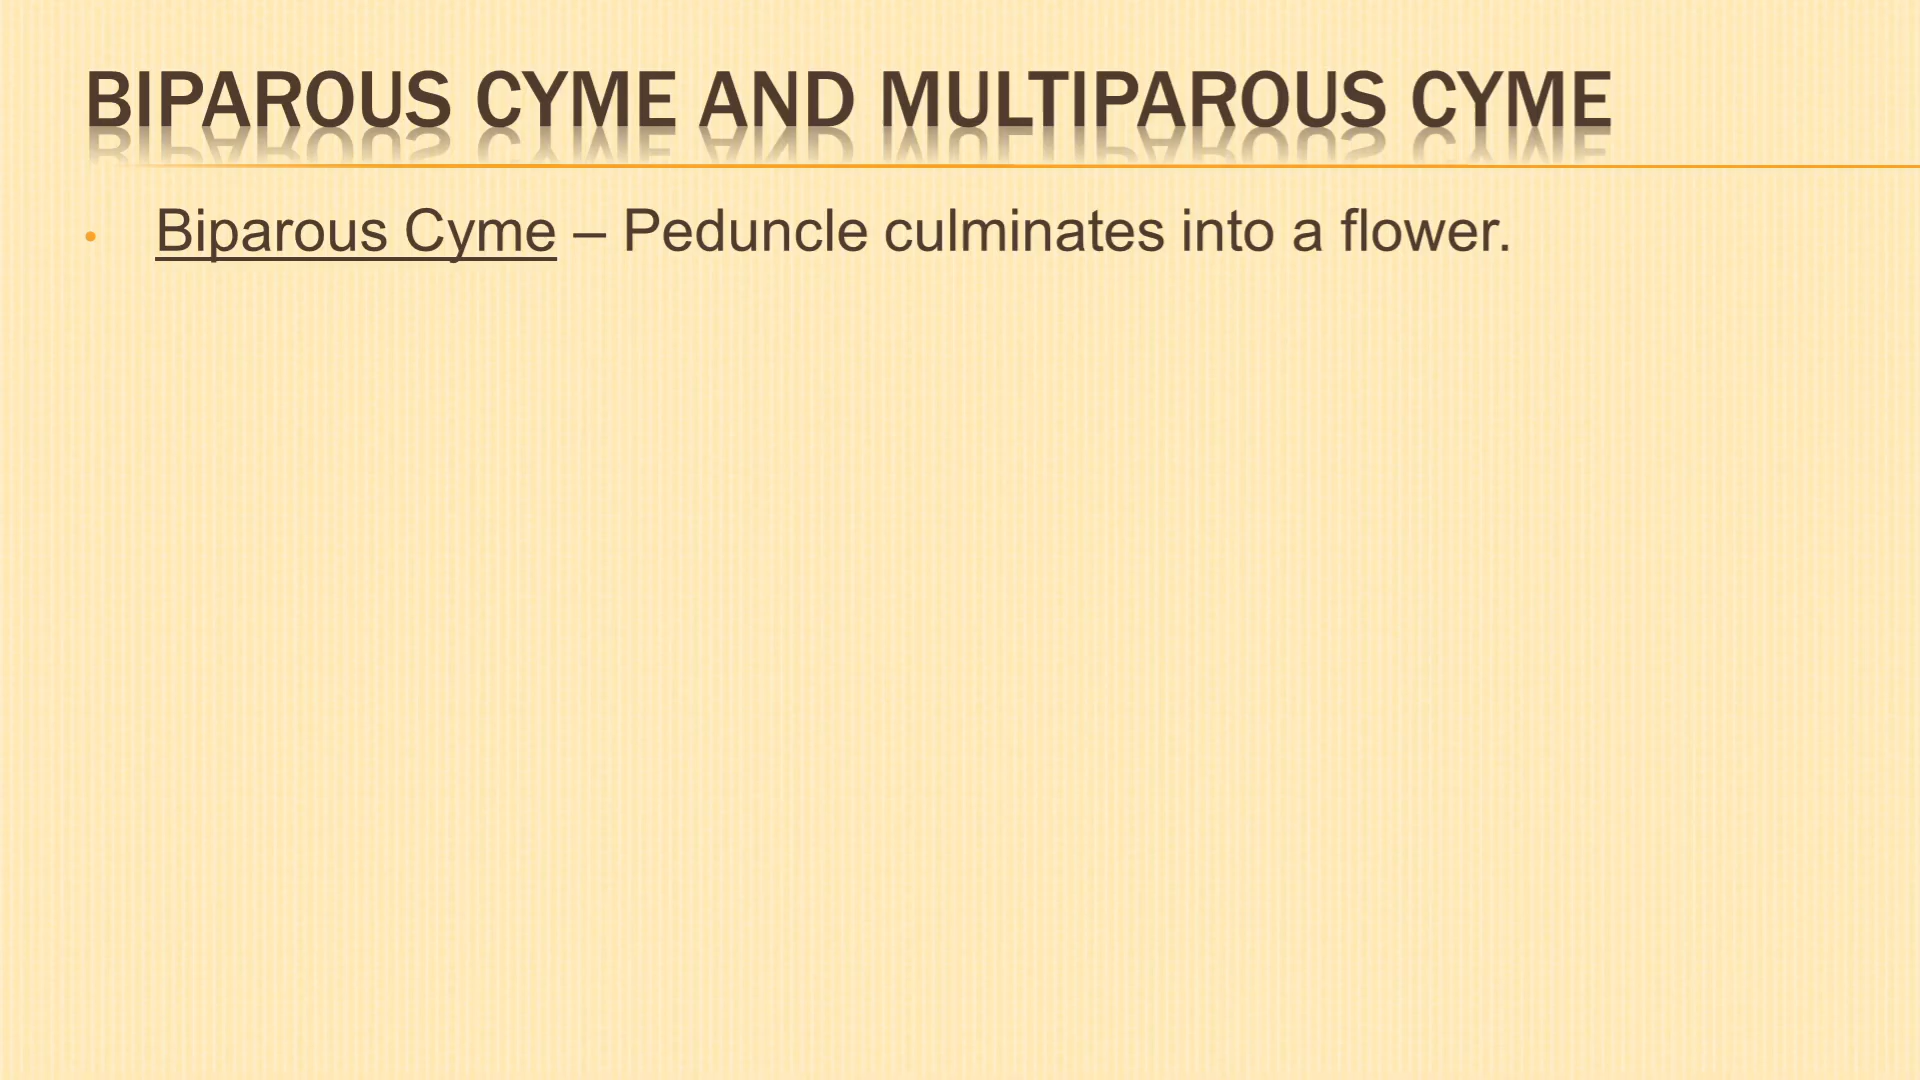 BIPAROUS CYME AND MULTIPAROUS CYME
• Biparous Cyme – Peduncle culminates into a flower.